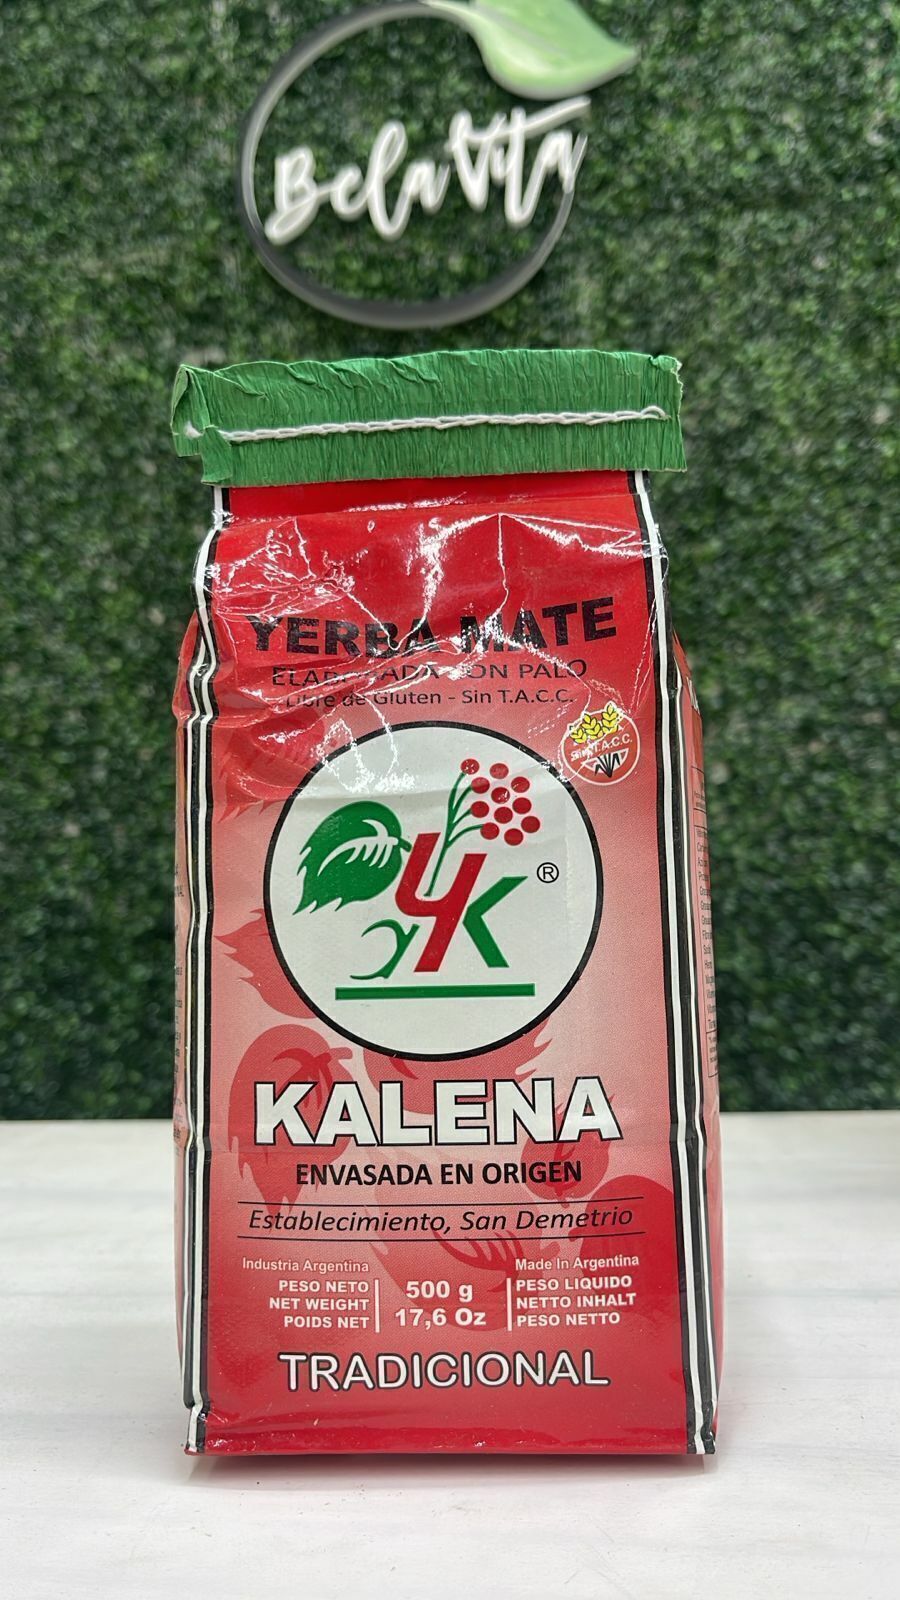 BelaVita
YERBA MATE
ELABORADA CON PALO
Libre de Gluten - Sin T.A.C.C.
Sin T.A.C.C.
YK ®
KALENA
ENVASADA EN ORIGEN
Establecimiento, San Demetrio
Industria Argentina
PESO NETO
NET WEIGHT
POIDS NET
500 g
17,6 Oz
Made In Argentina
PESO LIQUIDO
NETTO INHALT
PESO NETTO
TRADICIONAL